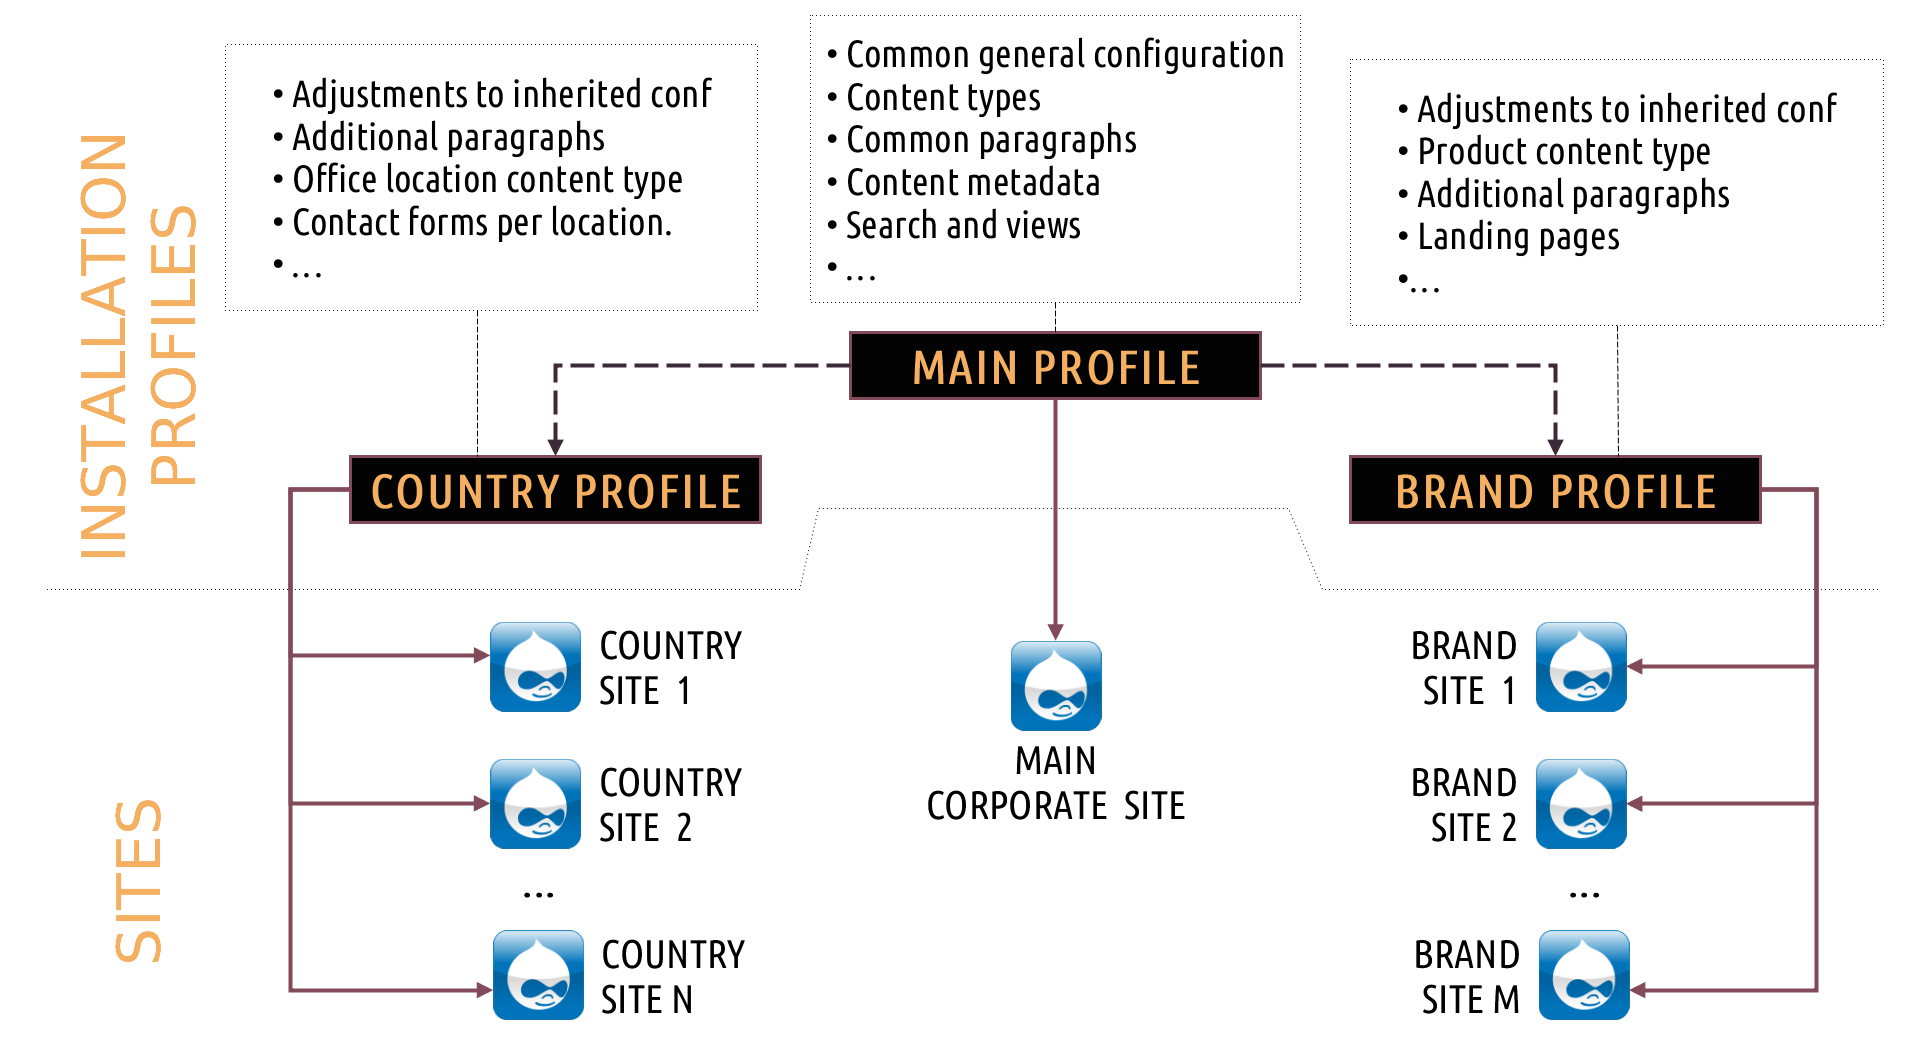 INSTALLATION
PROFILES
• Adjustments to inherited conf
• Additional paragraphs
• Office location content type
• Contact forms per location.
• ...
• Common general configuration
• Content types
• Common paragraphs
• Content metadata
• Search and views
• ...
• Adjustments to inherited conf
• Product content type
• Additional paragraphs
• Landing pages
•...
MAIN PROFILE
COUNTRY PROFILE
BRAND PROFILE
SITES
COUNTRY
SITE 1
COUNTRY
SITE 2
...
COUNTRY
SITE N
MAIN
CORPORATE SITE
BRAND
SITE 1
BRAND
SITE 2
...
BRAND
SITE M